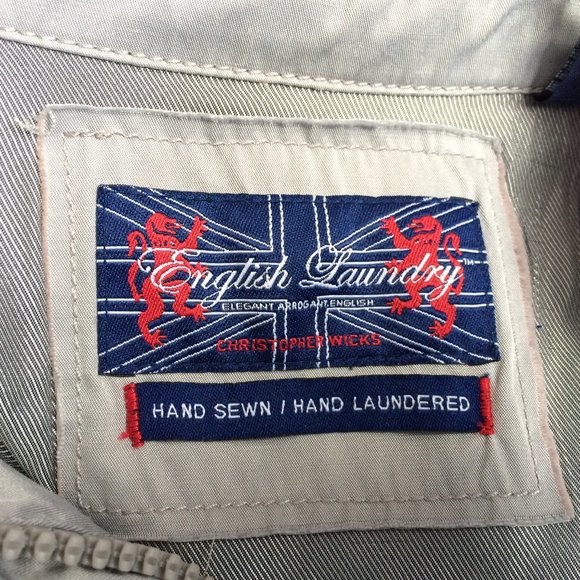 English Laundry™
ELEGANT.ARROGANT.ENGLISH
CHRISTOPHER WICKS
HAND SEWN / HAND LAUNDERED